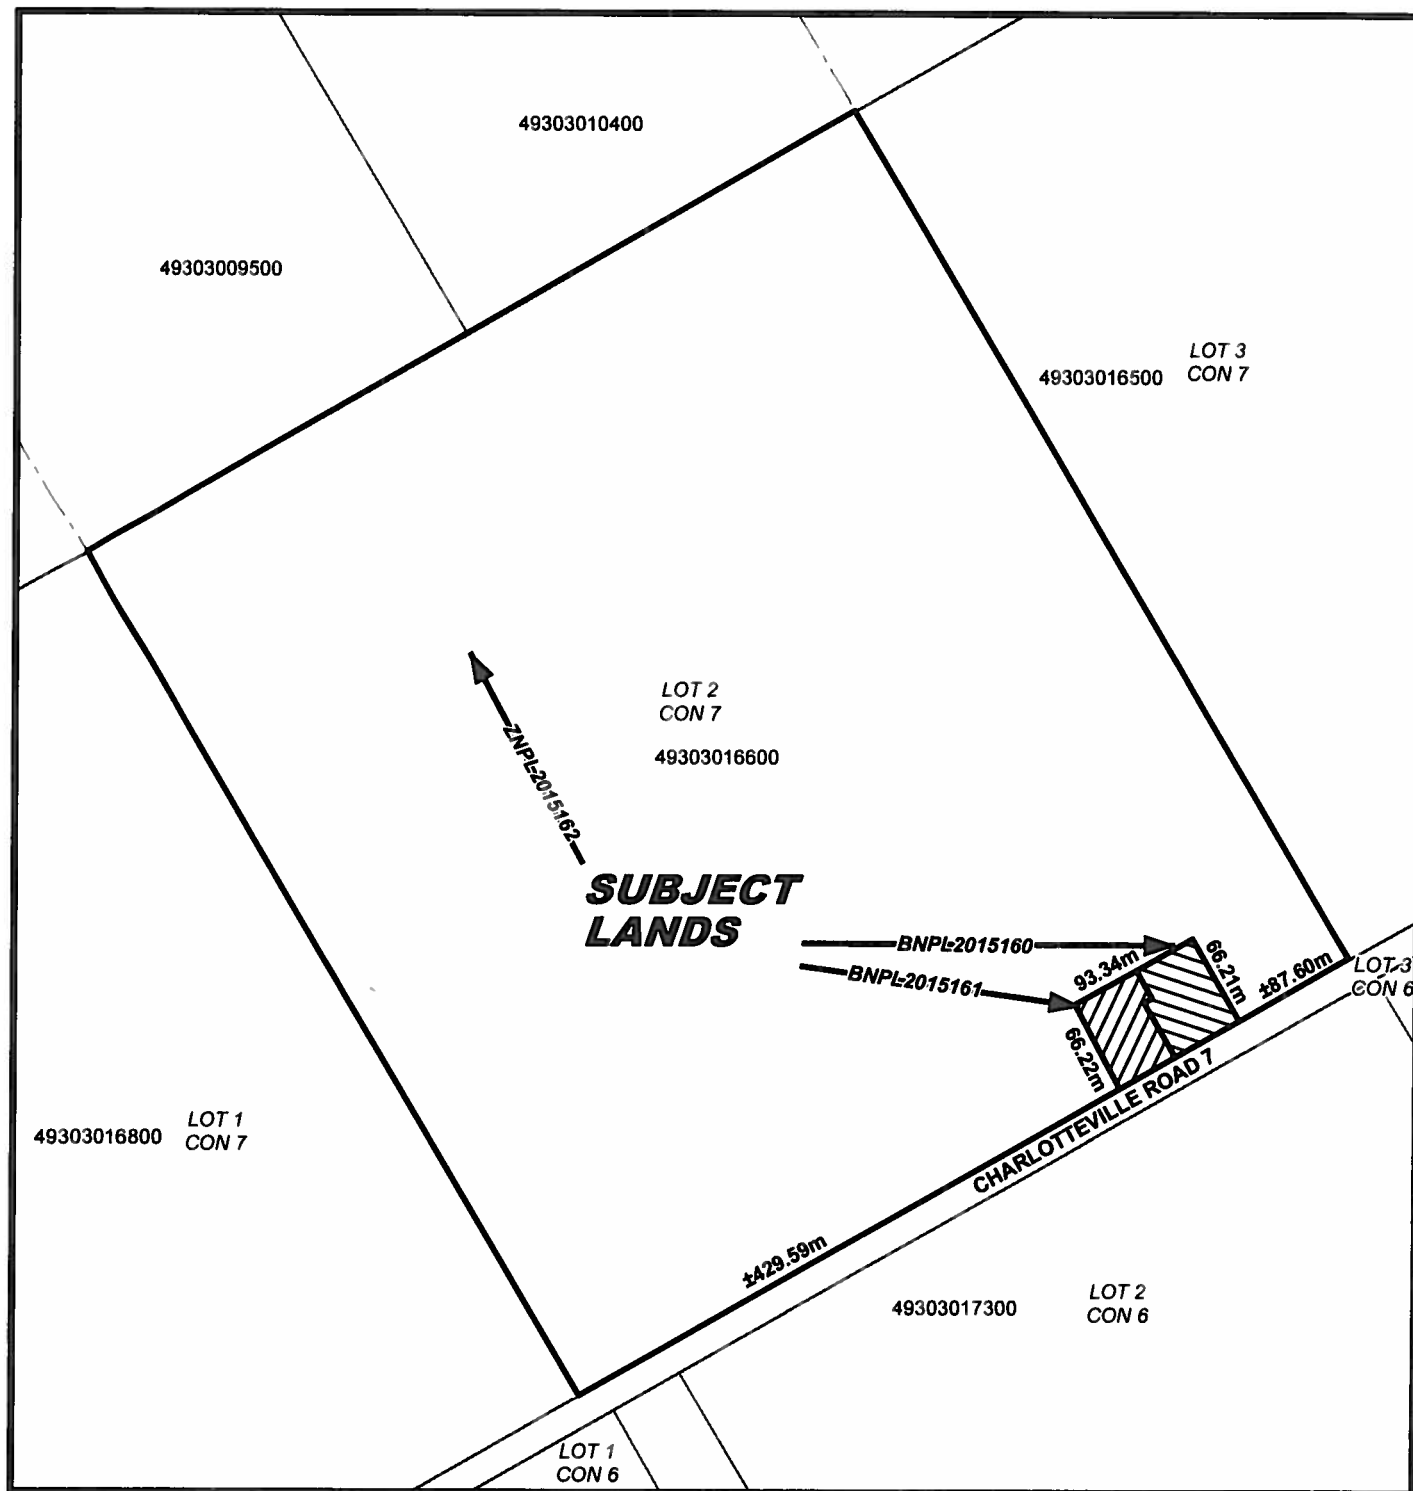 49303010400
49303009500
LOT 3
CON 7
49303016500
LOT 2
CON 7
49303016600
ZNPL-2015162
SUBJECT
LANDS
BNPL-2015160
BNPL-2015161
93.34m
66.21m
±87.60m
LOT 3
CON 6
66.22m
CHARLOTTEVILLE ROAD 7
49303016800
LOT 1
CON 7
±429.59m
49303017300
LOT 2
CON 6
LOT 1
CON 6